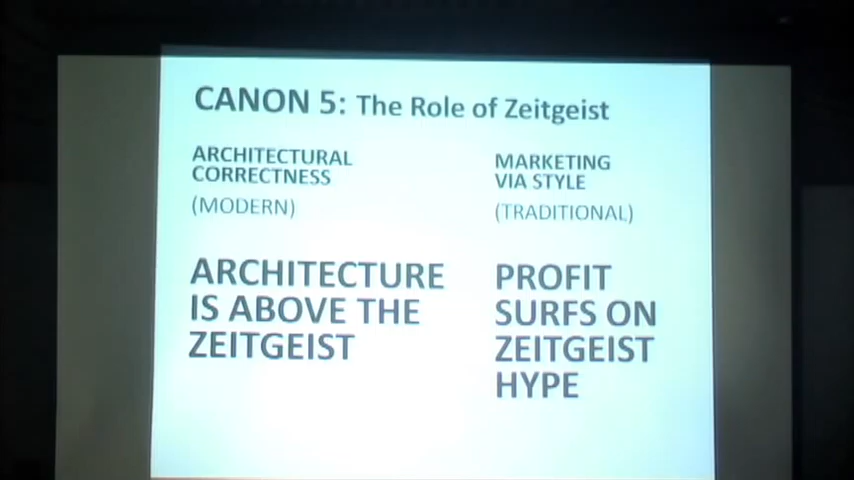 CANON 5: The Role of Zeitgeist
ARCHITECTURAL
CORRECTNESS
(MODERN)
ARCHITECTURE
IS ABOVE THE
ZEITGEIST
MARKETING
VIA STYLE
(TRADITIONAL)
PROFIT
SURFS ON
ZEITGEIST
HYPE